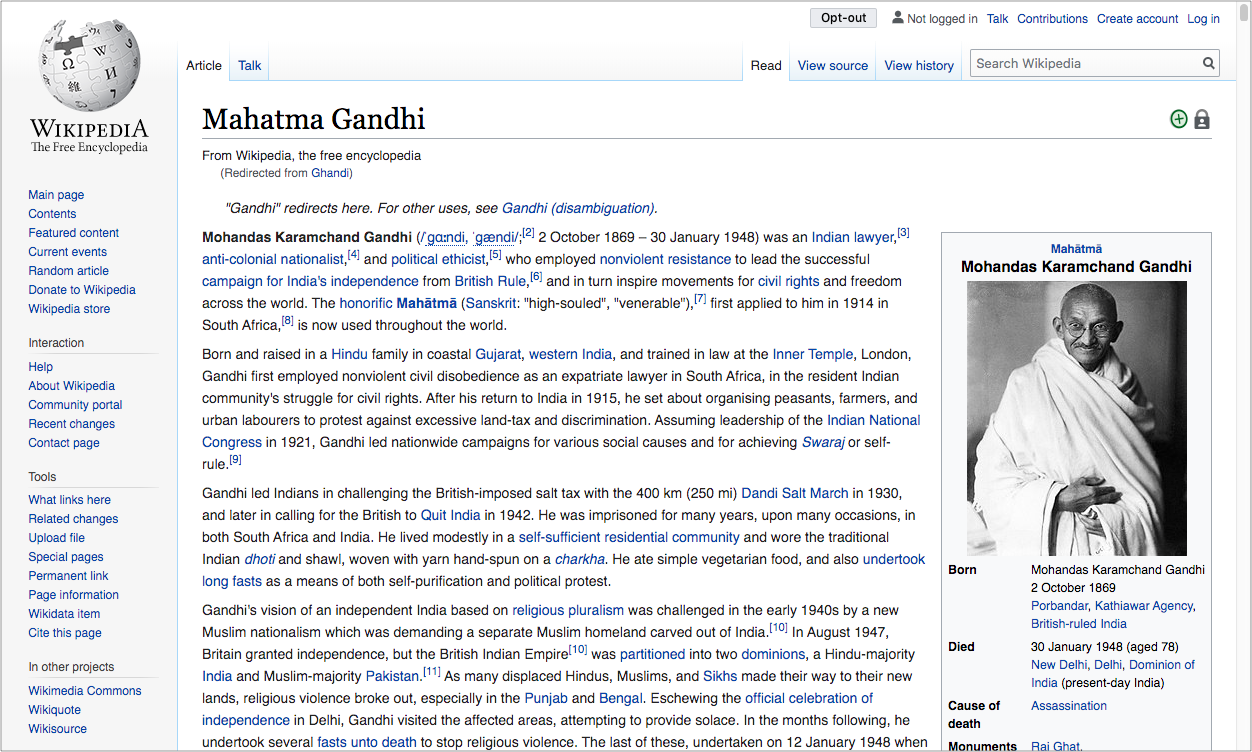 Opt-out
Not logged in Talk Contributions Create account Log in
WIKIPEDIA
The Free Encyclopedia
Article Talk Read View source View history Search Wikipedia
Main page
Contents
Featured content
Current events
Random article
Donate to Wikipedia
Wikipedia store
Interaction
Help
About Wikipedia
Community portal
Recent changes
Contact page
Tools
What links here
Related changes
Upload file
Special pages
Permanent link
Page information
Wikidata item
Cite this page
In other projects
Wikimedia Commons
Wikiquote
Wikisource
Mahatma Gandhi
From Wikipedia, the free encyclopedia
(Redirected from Ghandi)
"Gandhi" redirects here. For other uses, see Gandhi (disambiguation).
Mohandas Karamchand Gandhi (/ˈɡɑːndi, ˈɡændi/;[2] 2 October 1869 – 30 January 1948) was an Indian lawyer,[3]
anti-colonial nationalist,[4] and political ethicist,[5] who employed nonviolent resistance to lead the successful
campaign for India's independence from British Rule,[6] and in turn inspire movements for civil rights and freedom
across the world. The honorific Mahātmā (Sanskrit: "high-souled", "venerable"),[7] first applied to him in 1914 in
South Africa,[8] is now used throughout the world.
Born and raised in a Hindu family in coastal Gujarat, western India, and trained in law at the Inner Temple, London,
Gandhi first employed nonviolent civil disobedience as an expatriate lawyer in South Africa, in the resident Indian
community's struggle for civil rights. After his return to India in 1915, he set about organising peasants, farmers, and
urban labourers to protest against excessive land-tax and discrimination. Assuming leadership of the Indian National
Congress in 1921, Gandhi led nationwide campaigns for various social causes and for achieving Swaraj or self-
rule.[9]
Gandhi led Indians in challenging the British-imposed salt tax with the 400 km (250 mi) Dandi Salt March in 1930,
and later in calling for the British to Quit India in 1942. He was imprisoned for many years, upon many occasions, in
both South Africa and India. He lived modestly in a self-sufficient residential community and wore the traditional
Indian dhoti and shawl, woven with yarn hand-spun on a charkha. He ate simple vegetarian food, and also undertook
long fasts as a means of both self-purification and political protest.
Gandhi's vision of an independent India based on religious pluralism was challenged in the early 1940s by a new
Muslim nationalism which was demanding a separate Muslim homeland carved out of India.[10] In August 1947,
Britain granted independence, but the British Indian Empire[10] was partitioned into two dominions, a Hindu-majority
India and Muslim-majority Pakistan.[11] As many displaced Hindus, Muslims, and Sikhs made their way to their new
lands, religious violence broke out, especially in the Punjab and Bengal. Eschewing the official celebration of
independence in Delhi, Gandhi visited the affected areas, attempting to provide solace. In the months following, he
undertook several fasts unto death to stop religious violence. The last of these, undertaken on 12 January 1948 when
Mahātmā
Mohandas Karamchand Gandhi
Born Mohandas Karamchand Gandhi
2 October 1869
Porbandar, Kathiawar Agency,
British-ruled India
Died 30 January 1948 (aged 78)
New Delhi, Delhi, Dominion of
India (present-day India)
Cause of Assassination
death
Monuments Raj Ghat,